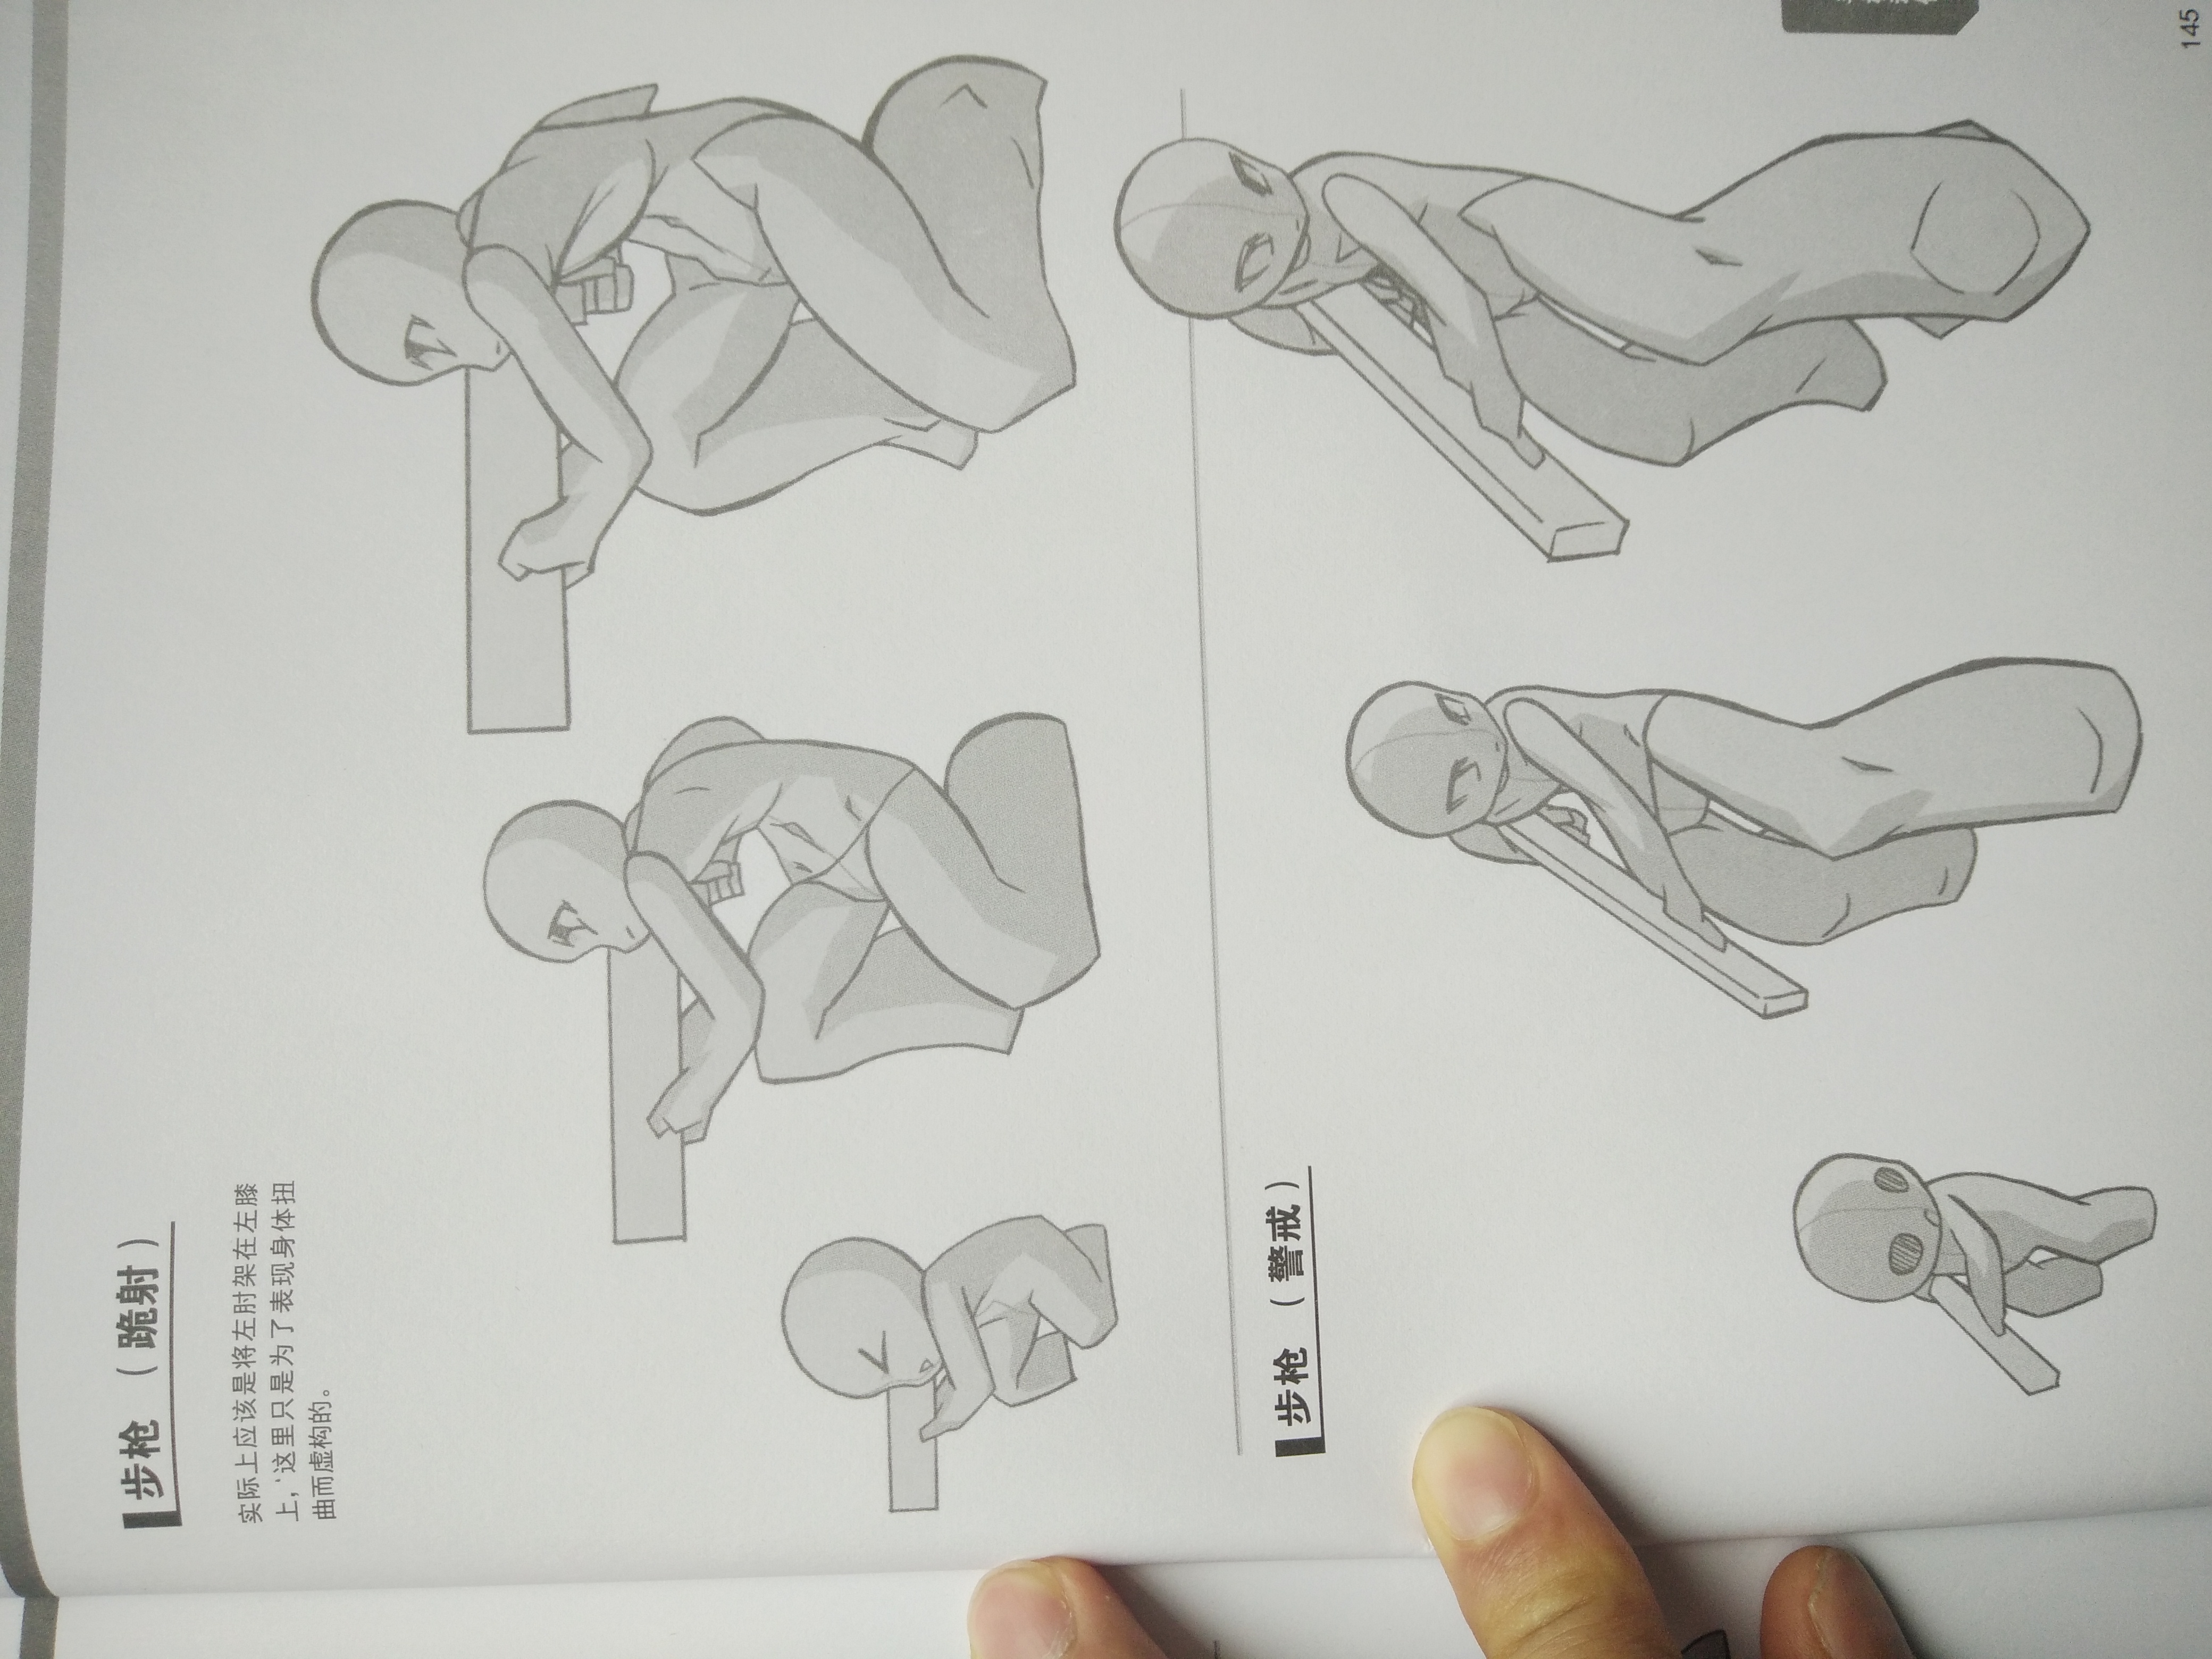 步枪（跪射）
实际上应该是将左肘架在左膝
上，这里只是为了表现身体扭
曲而虚构的。
步枪（警戒）
145